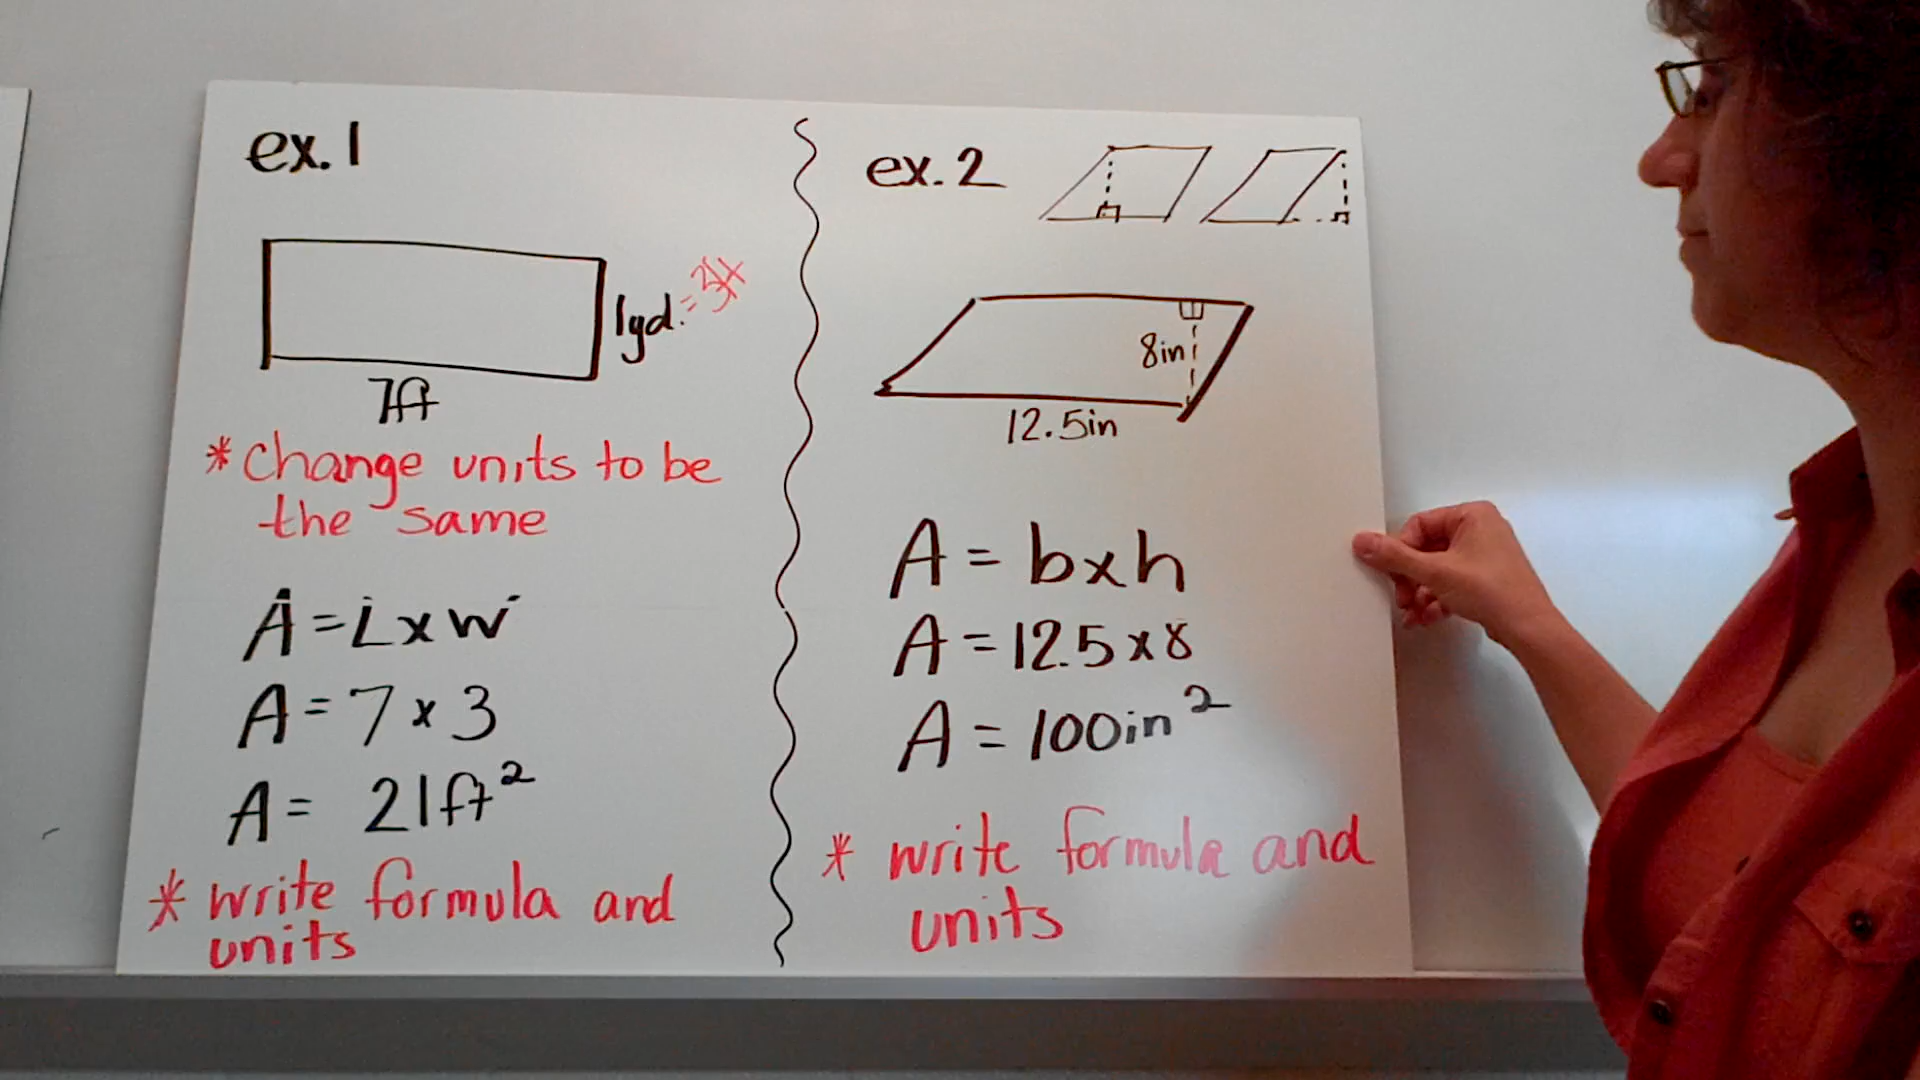 ex. 1
1yd. = 3ft
7ft
* Change units to be
the same
A = L x W
A = 7 x 3
A = 21ft²
* write formula and
units
ex. 2
8in
12.5in
A = b x h
A = 12.5 x 8
A = 100in²
* write formula and
units